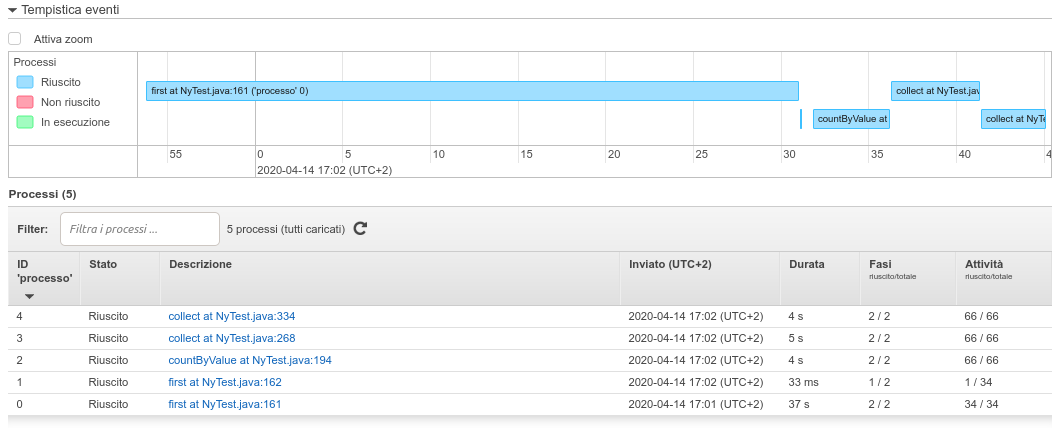 Tempistica eventi
Attiva zoom
Processi
Riuscito
Non riuscito
In esecuzione
first at NyTest.java:161 ('processo' 0)
collect at NyTest.jav
countByValue at
collect at NyTe
55 0 5 10 15 20 25 30 35 40 4
2020-04-14 17:02 (UTC+2)
Processi (5)
Filter: Filtra i processi ... 5 processi (tutti caricati)
ID 'processo' Stato Descrizione Inviato (UTC+2) Durata Fasi riuscito/totale Attività riuscito/totale
4 Riuscito collect at NyTest.java:334 2020-04-14 17:02 (UTC+2) 4 s 2 / 2 66 / 66
3 Riuscito collect at NyTest.java:268 2020-04-14 17:02 (UTC+2) 5 s 2 / 2 66 / 66
2 Riuscito countByValue at NyTest.java:194 2020-04-14 17:02 (UTC+2) 4 s 2 / 2 66 / 66
1 Riuscito first at NyTest.java:162 2020-04-14 17:02 (UTC+2) 33 ms 1 / 2 1 / 34
0 Riuscito first at NyTest.java:161 2020-04-14 17:01 (UTC+2) 37 s 2 / 2 34 / 34